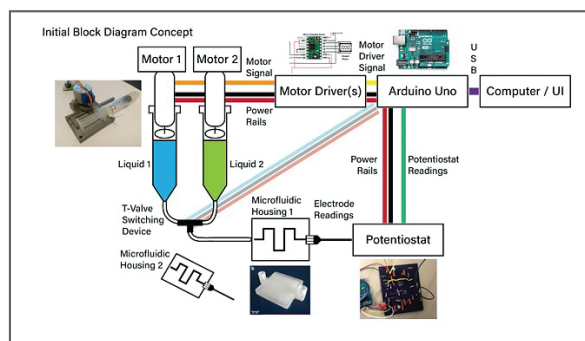 Initial Block Diagram Concept
Motor 1
Motor 2
Motor
Signal
Motor
Driver
Signal
USB
Motor Driver(s)
Arduino Uno
Computer / UI
Power
Rails
Liquid 1
Liquid 2
Power
Rails
Potentiostat
Readings
T-Valve
Switching
Device
Microfluidic
Housing 1
Electrode
Readings
Microfluidic
Housing 2
Potentiostat